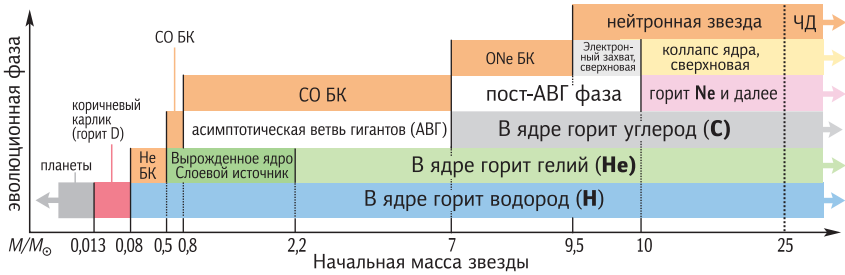 эволюционная фаза
нейтронная звезда
ЧД
CO БК
ONe БК
Электрон-
ный захват,
сверхновая
коллапс ядра,
сверхновая
CO БК
пост-АВГ фаза
горит Ne и далее
коричневый
карлик
(горит D)
асимптотическая ветвь гигантов (АВГ)
В ядре горит углерод (C)
планеты
He
БК
Вырожденное ядро
Слоевой источник
В ядре горит гелий (He)
В ядре горит водород (H)
M/M☉
0,013
0,08
0,5
0,8
2,2
7
9,5
10
25
Начальная масса звезды